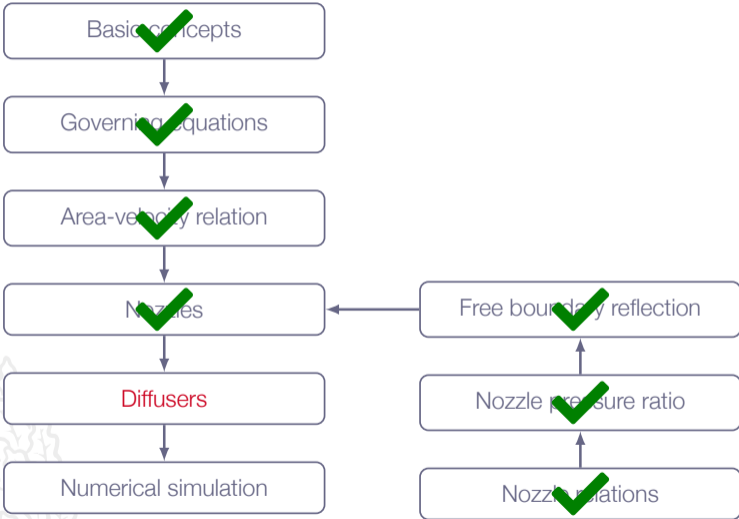 Basic concepts
Governing equations
Area-velocity relation
Nozzles
Diffusers
Numerical simulation
Free boundary reflection
Nozzle pressure ratio
Nozzle relations